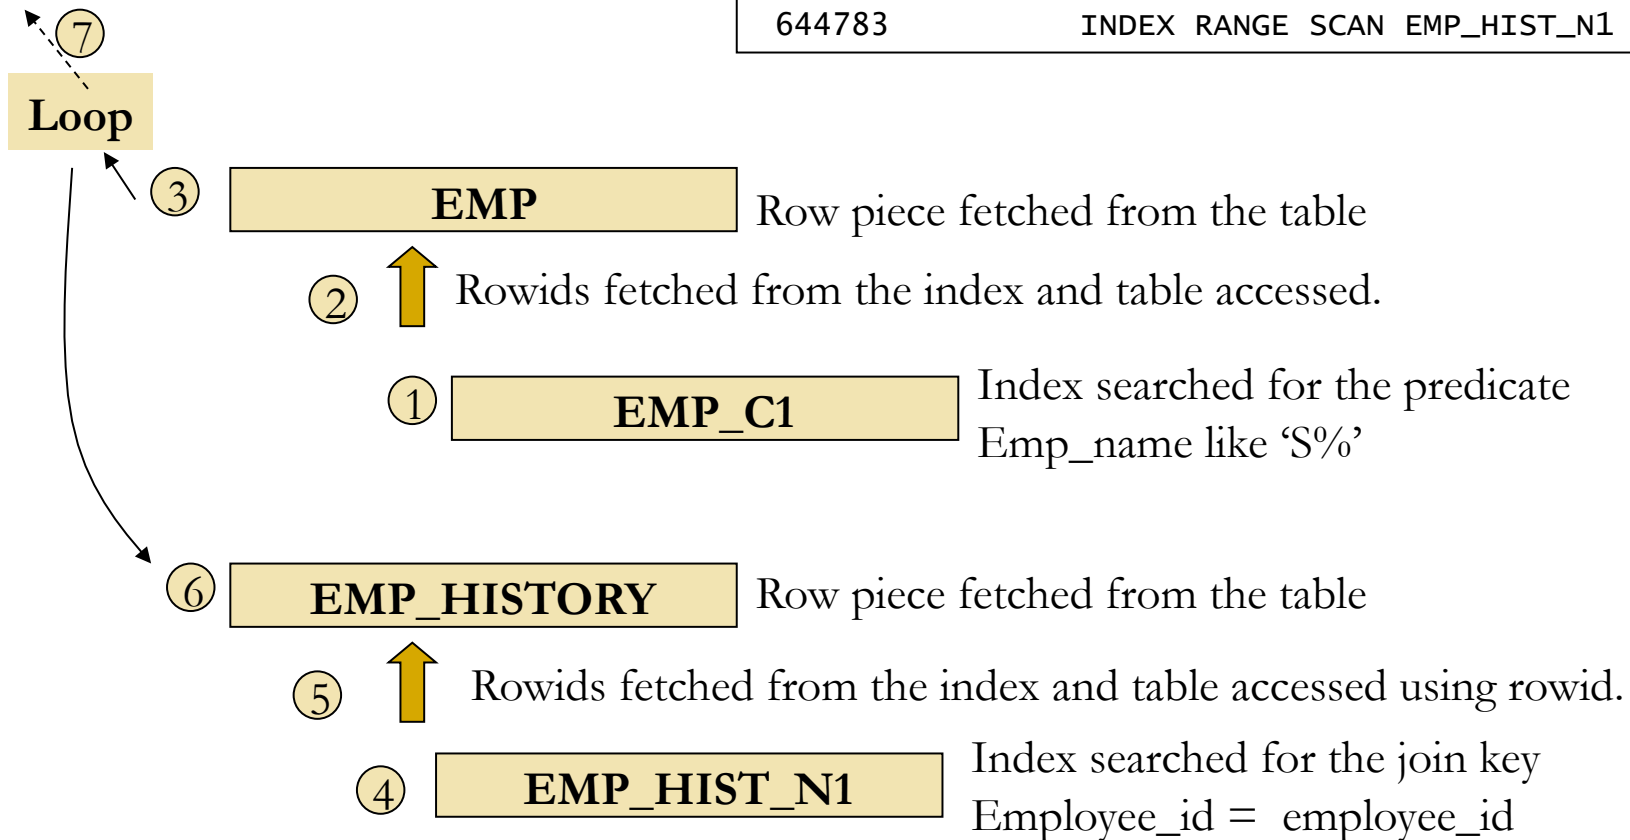 644783 INDEX RANGE SCAN EMP_HIST_N1
7
Loop
3
EMP
Row piece fetched from the table
2
Rowids fetched from the index and table accessed.
1
EMP_C1
Index searched for the predicate
Emp_name like ‘S%’
6
EMP_HISTORY
Row piece fetched from the table
5
Rowids fetched from the index and table accessed using rowid.
4
EMP_HIST_N1
Index searched for the join key
Employee_id = employee_id